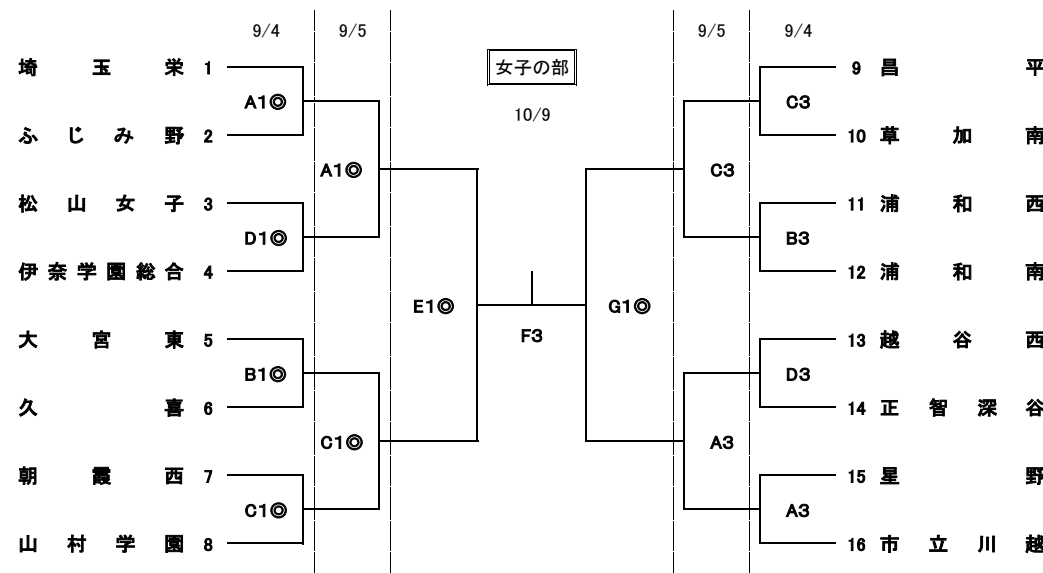 9/4 9/5 9/5 9/4
女子の部
10/9
埼玉栄 1
A1◎
ふじみ野 2
A1◎
松山女子 3
D1◎
伊奈学園総合 4
E1◎
大宮東 5
B1◎
久喜 6
C1◎
朝霞西 7
C1◎
山村学園 8
F3
9 昌平
C3
10 草加南
C3
11 浦和西
B3
12 浦和南
G1◎
13 越谷西
D3
14 正智深谷
A3
15 星野
A3
16 市立川越